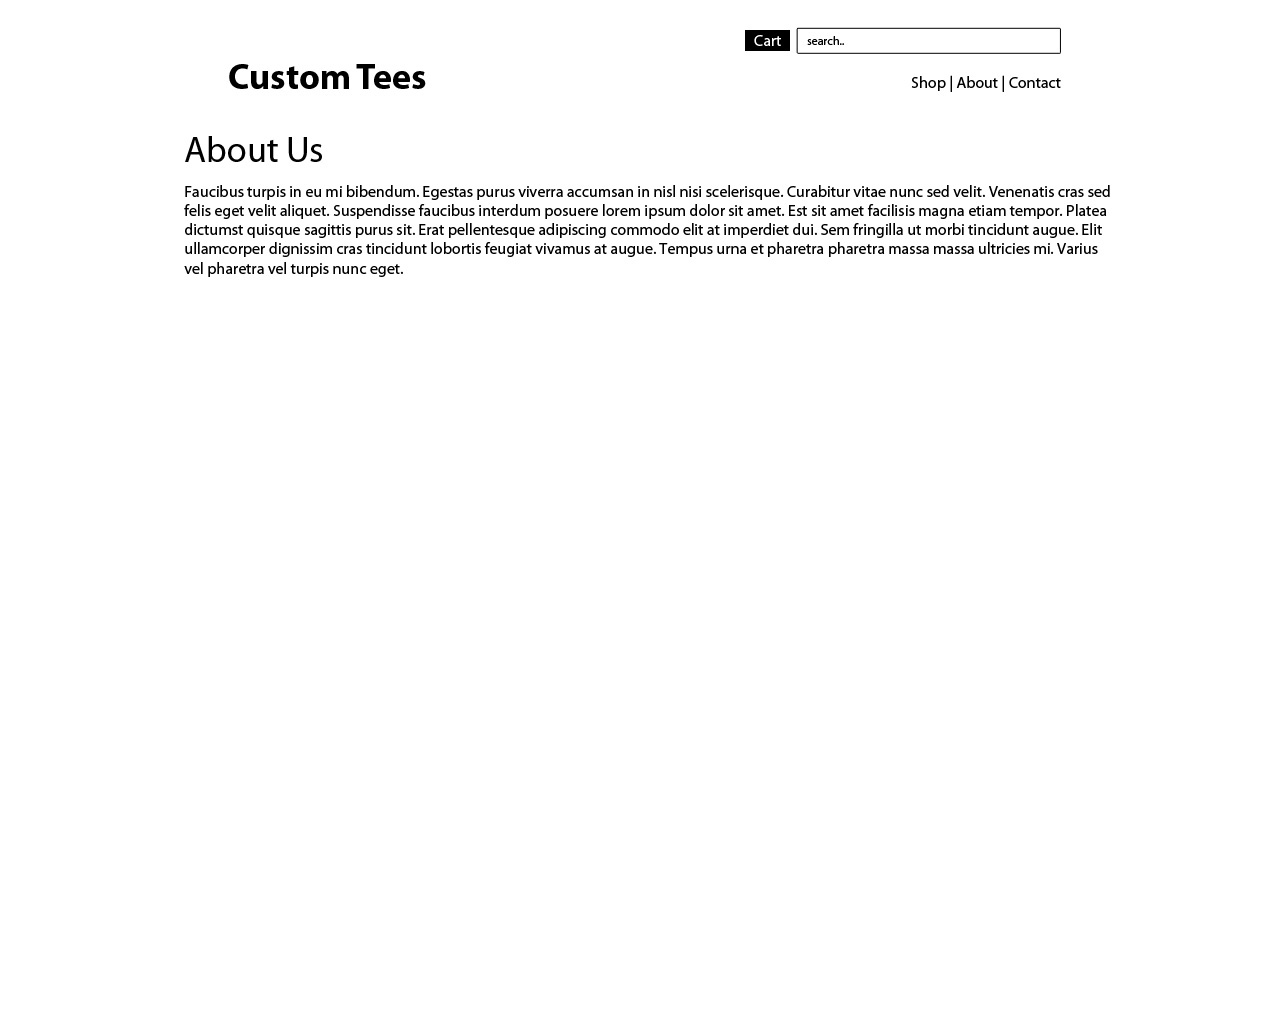 Cart search..
Custom Tees
Shop | About | Contact
About Us
Faucibus turpis in eu mi bibendum. Egestas purus viverra accumsan in nisl nisi scelerisque. Curabitur vitae nunc sed velit. Venenatis cras sed
felis eget velit aliquet. Suspendisse faucibus interdum posuere lorem ipsum dolor sit amet. Est sit amet facilisis magna etiam tempor. Platea
dictumst quisque sagittis purus sit. Erat pellentesque adipiscing commodo elit at imperdiet dui. Sem fringilla ut morbi tincidunt augue. Elit
ullamcorper dignissim cras tincidunt lobortis feugiat vivamus at augue. Tempus urna et pharetra pharetra massa massa ultricies mi. Varius
vel pharetra vel turpis nunc eget.